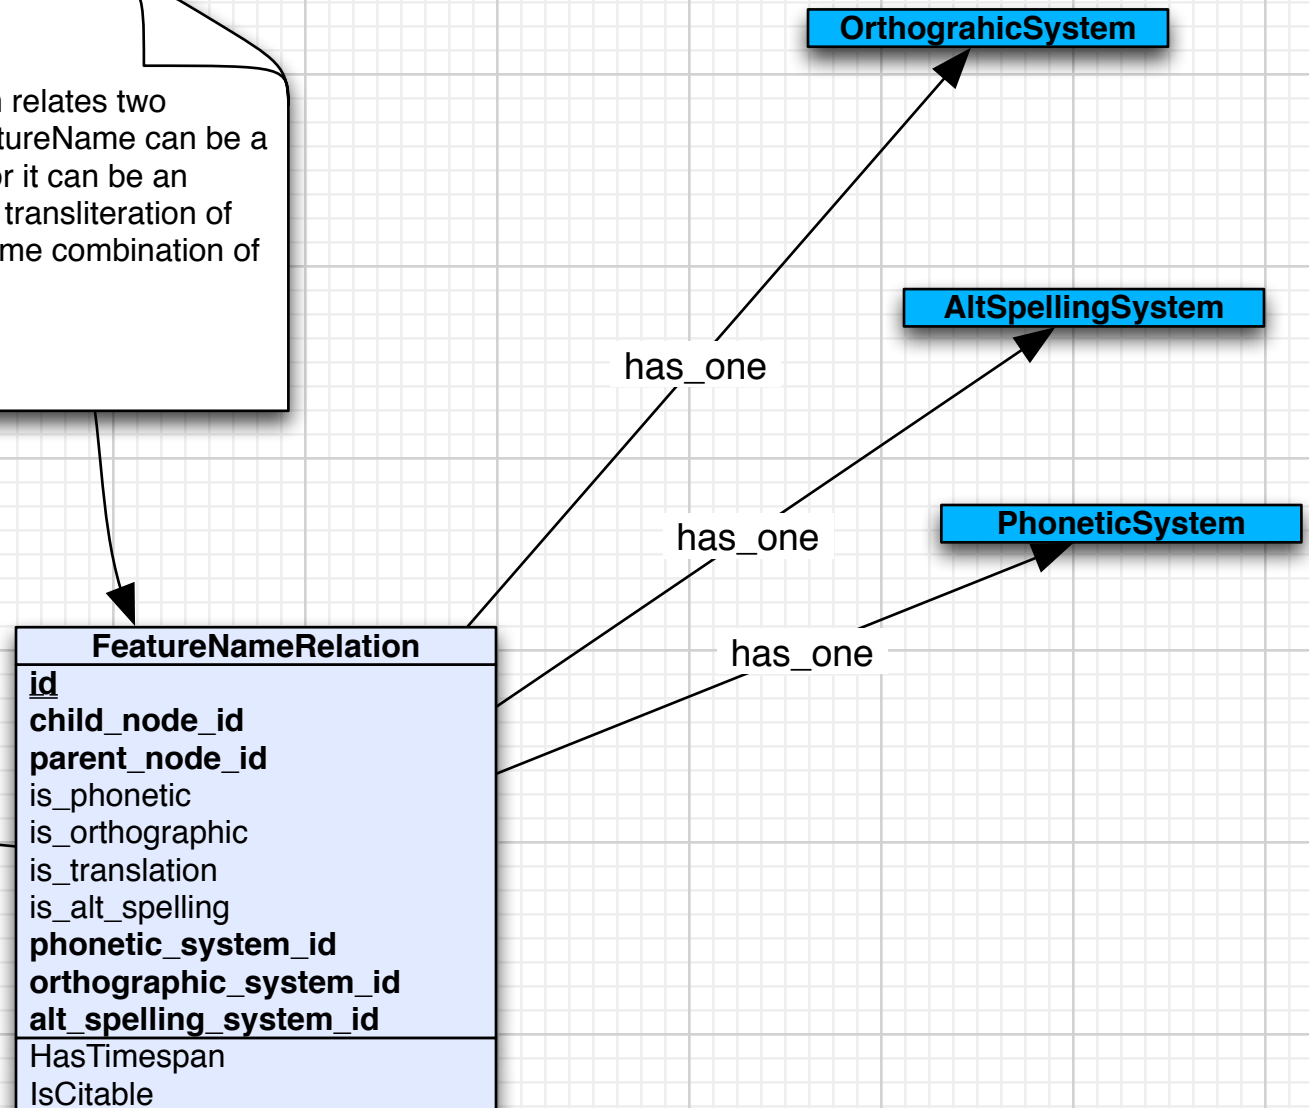 OrthograhicSystem
relates two
tureName can be a
r it can be an
transliteration of
me combination of
AltSpellingSystem
has_one
PhoneticSystem
has_one
has_one
FeatureNameRelation
id
child_node_id
parent_node_id
is_phonetic
is_orthographic
is_translation
is_alt_spelling
phonetic_system_id
orthographic_system_id
alt_spelling_system_id
HasTimespan
IsCitable